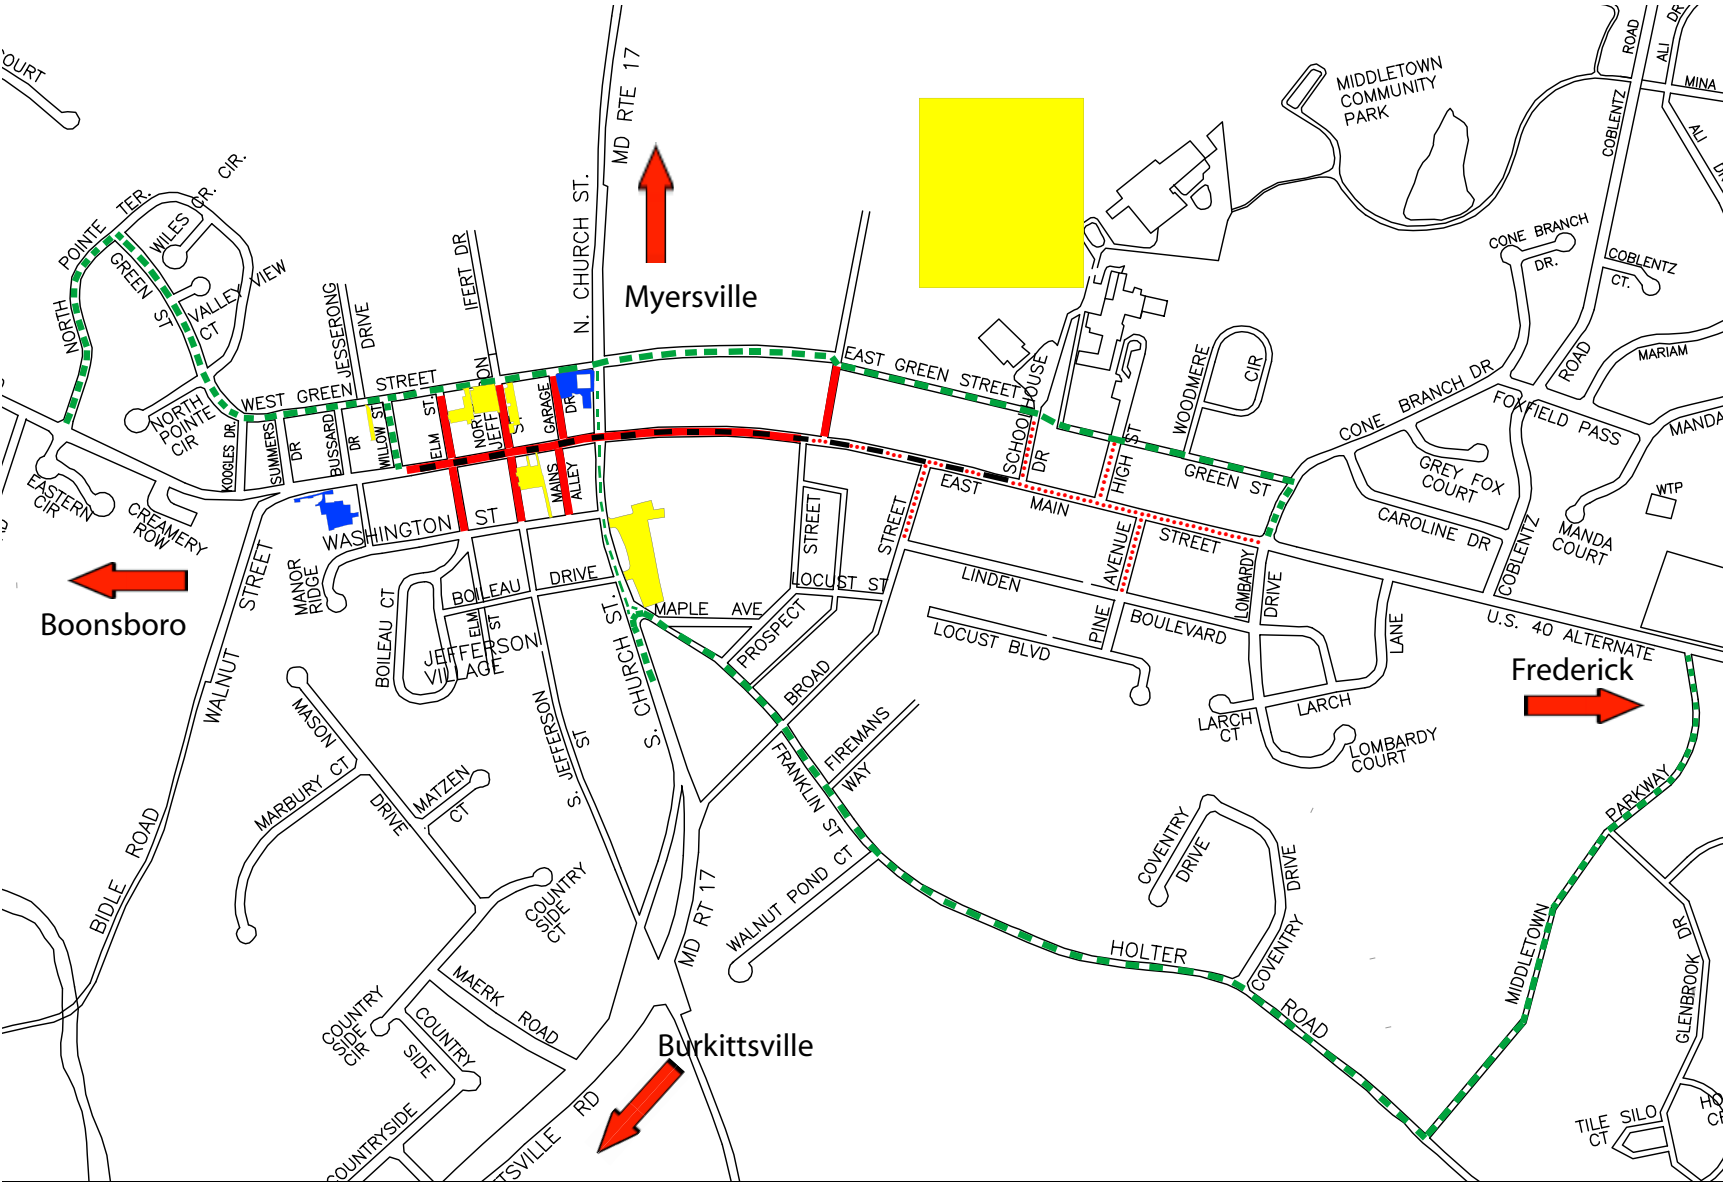 COURT
MD RTE 17
MIDDLETOWN
COMMUNITY
PARK
COBLENTZ
ROAD
ALI
DR
MINA
ALI
POINTE TER.
WILES CR. CIR.
NORTH
GREEN
ST
VALLEY VIEW
CT
IFERT DR
N. CHURCH ST.
Myersville
CONE BRANCH
DR.
COBLENTZ
CT.
JESSERONG
DRIVE
WEST GREEN STREET
EAST GREEN STREET
SCHOOLHOUSE
DR
WOODMERE
CIR
ROAD
MARIAM
CONE BRANCH DR
FOXFIELD PASS
MANDA
NORTH
POINTE
CIR
KOOGLES DR.
SUMMERS
DR
BUSSARD
DR
WILLOW ST
ELM
ST.
GARAGE
DR
MAINS
ALLEY
HIGH ST
GREEN ST
GREY FOX
COURT
WTP
CAROLINE DR
MANDA
COURT
COBLENTZ
EASTERN
CIR
CREAMERY
ROW
WASHINGTON ST
EAST
MAIN
STREET
STREET
STREET
AVENUE
PINE
LOMBARDY
DRIVE
Boonsboro
WALNUT
STREET
MANOR
RIDGE
BOILEAU CT
BOILEAU DRIVE
ELM
ST
JEFFERSON
VILLAGE
S. CHURCH ST.
MAPLE AVE
LOCUST ST
PROSPECT
BROAD
LINDEN
BOULEVARD
LOCUST BLVD
LANE
U.S. 40 ALTERNATE
Frederick
LARCH
CT
LARCH
LOMBARDY
COURT
MASON
DRIVE
MARBURY CT
MATZEN
CT
S. JEFFERSON
ST
FIREMANS
WAY
FRANKLIN ST
PARKWAY
MIDDLETOWN
BIDLE ROAD
COUNTRY
SIDE
CT
WALNUT POND CT
MD RT 17
COVENTRY
DRIVE
DRIVE
COVENTRY
HOLTER
ROAD
MAERK
ROAD
COUNTRY
SIDE
CIR
COUNTRY
SIDE
COUNTRYSIDE
Burkittsville
RD
GLENBROOK DR
TILE SILO
CT